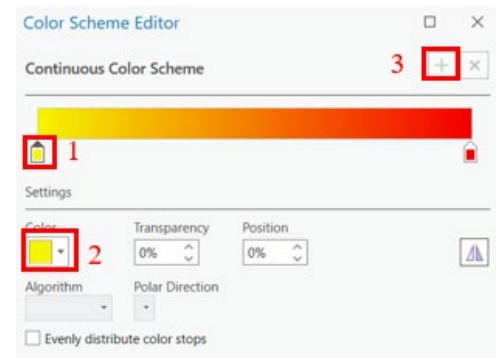 Color Scheme Editor
Continuous Color Scheme
3
1
Settings
Color Transparency Position
2 0% 0%
Algorithm Polar Direction
Evenly distribute color stops